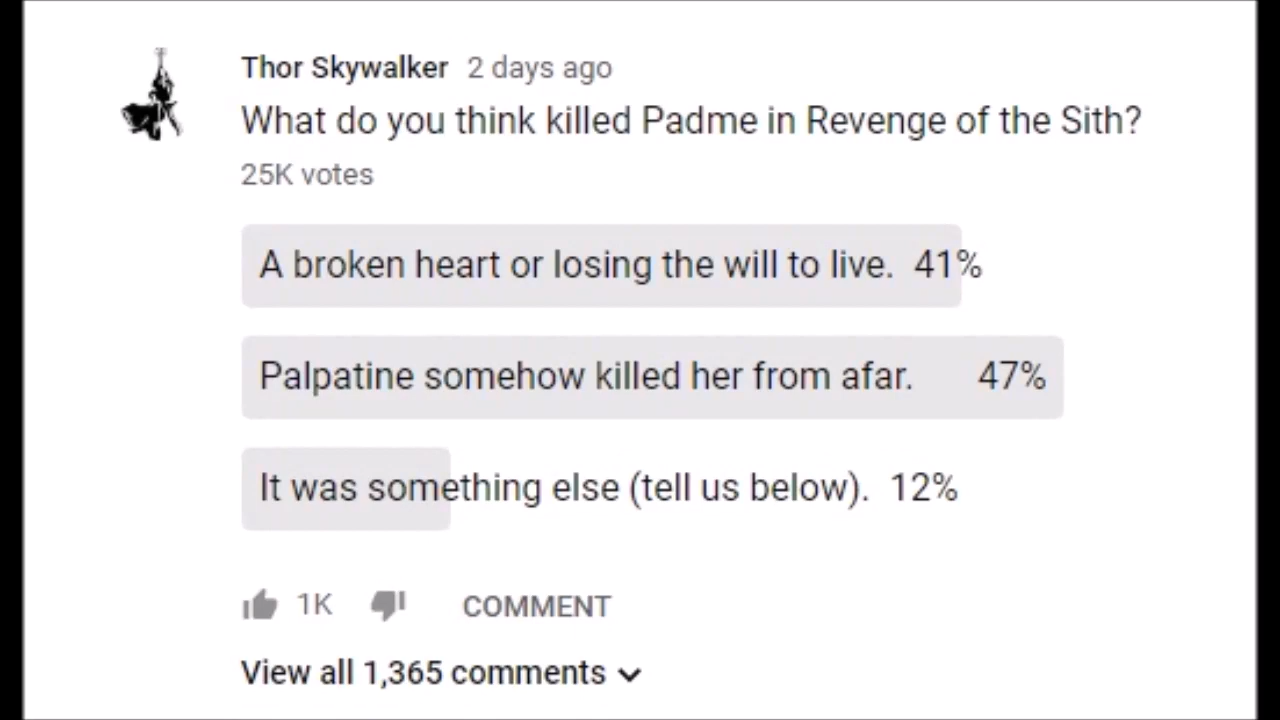 Thor Skywalker 2 days ago
What do you think killed Padme in Revenge of the Sith?
25K votes
A broken heart or losing the will to live. 41%
Palpatine somehow killed her from afar. 47%
It was something else (tell us below). 12%
1K COMMENT
View all 1,365 comments